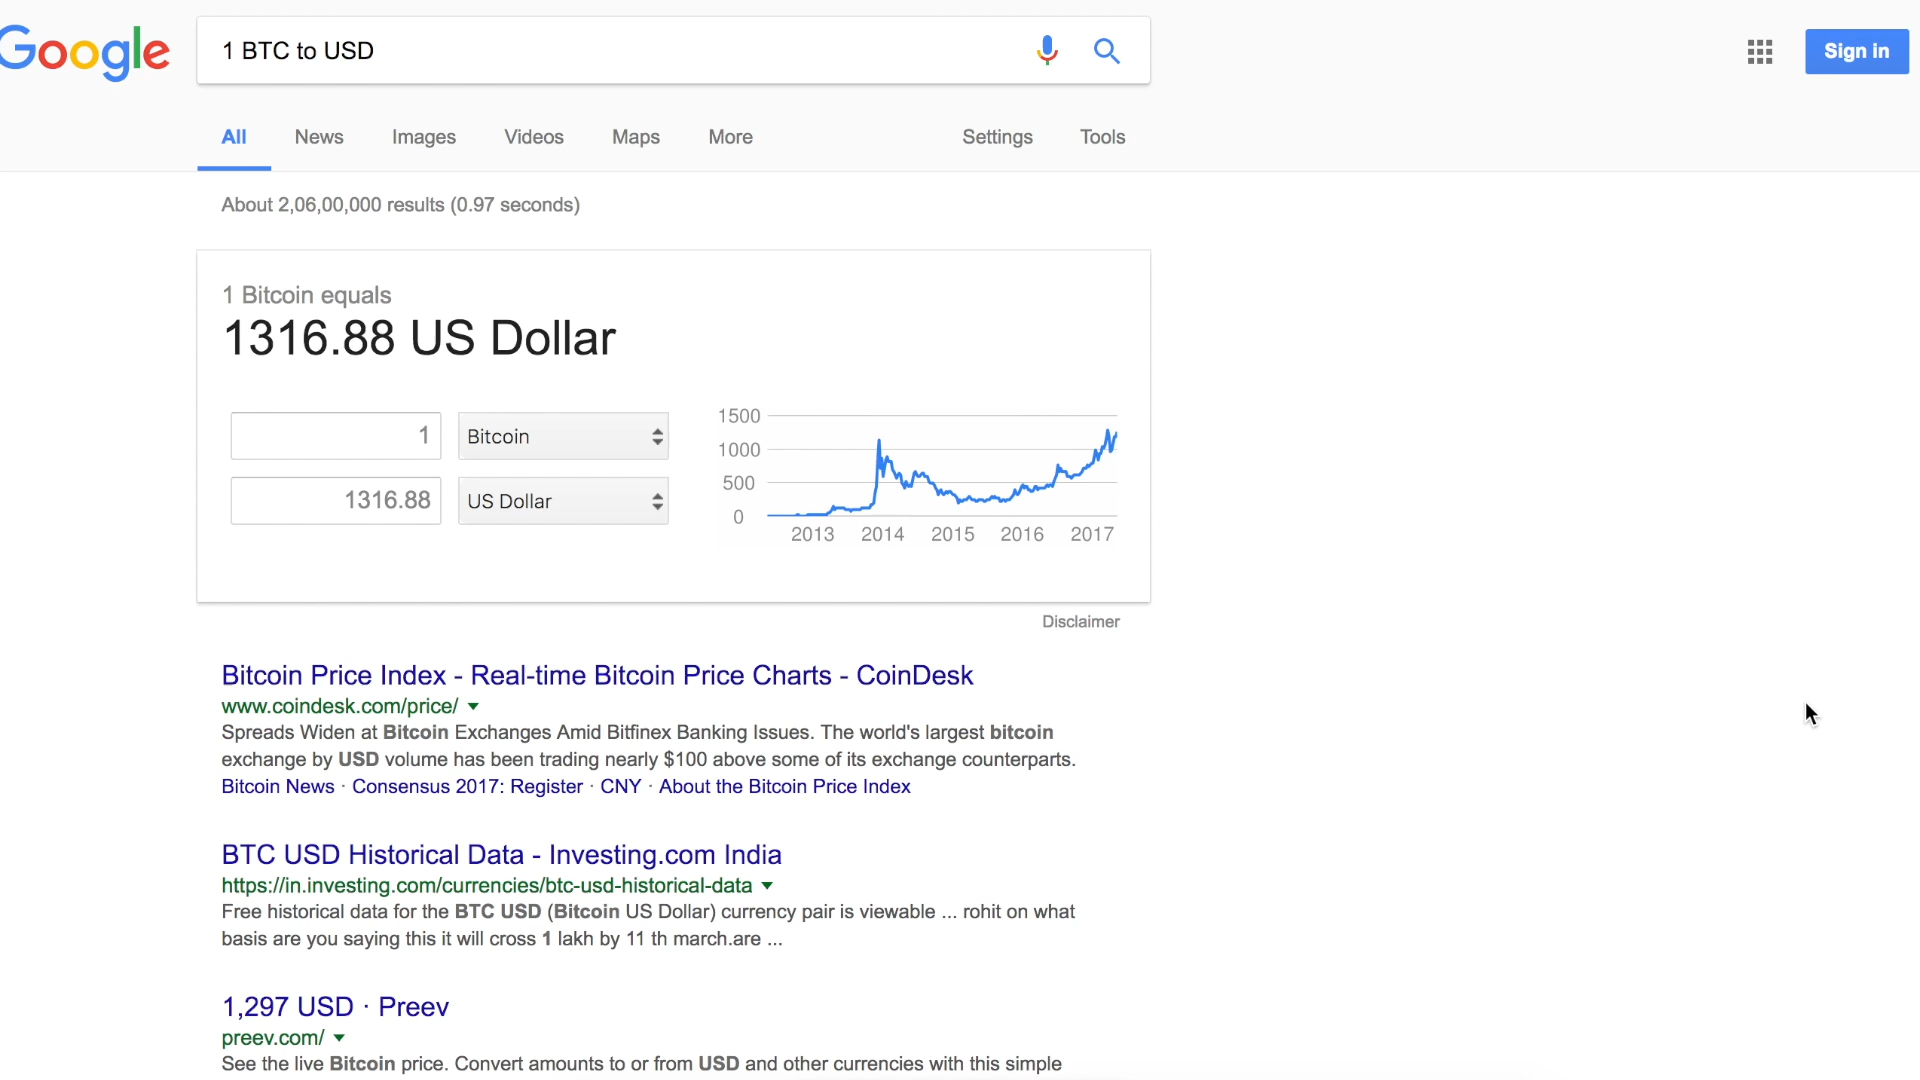 Google
1 BTC to USD
Sign in
All News Images Videos Maps More Settings Tools
About 2,06,00,000 results (0.97 seconds)
1 Bitcoin equals
1316.88 US Dollar
1 Bitcoin
1316.88 US Dollar
1500
1000
500
0
2013 2014 2015 2016 2017
Disclaimer
Bitcoin Price Index - Real-time Bitcoin Price Charts - CoinDesk
www.coindesk.com/price/
Spreads Widen at Bitcoin Exchanges Amid Bitfinex Banking Issues. The world's largest bitcoin
exchange by USD volume has been trading nearly $100 above some of its exchange counterparts.
Bitcoin News · Consensus 2017: Register · CNY · About the Bitcoin Price Index
BTC USD Historical Data - Investing.com India
https://in.investing.com/currencies/btc-usd-historical-data
Free historical data for the BTC USD (Bitcoin US Dollar) currency pair is viewable ... rohit on what
basis are you saying this it will cross 1 lakh by 11 th march.are ...
1,297 USD · Preev
preev.com/
See the live Bitcoin price. Convert amounts to or from USD and other currencies with this simple